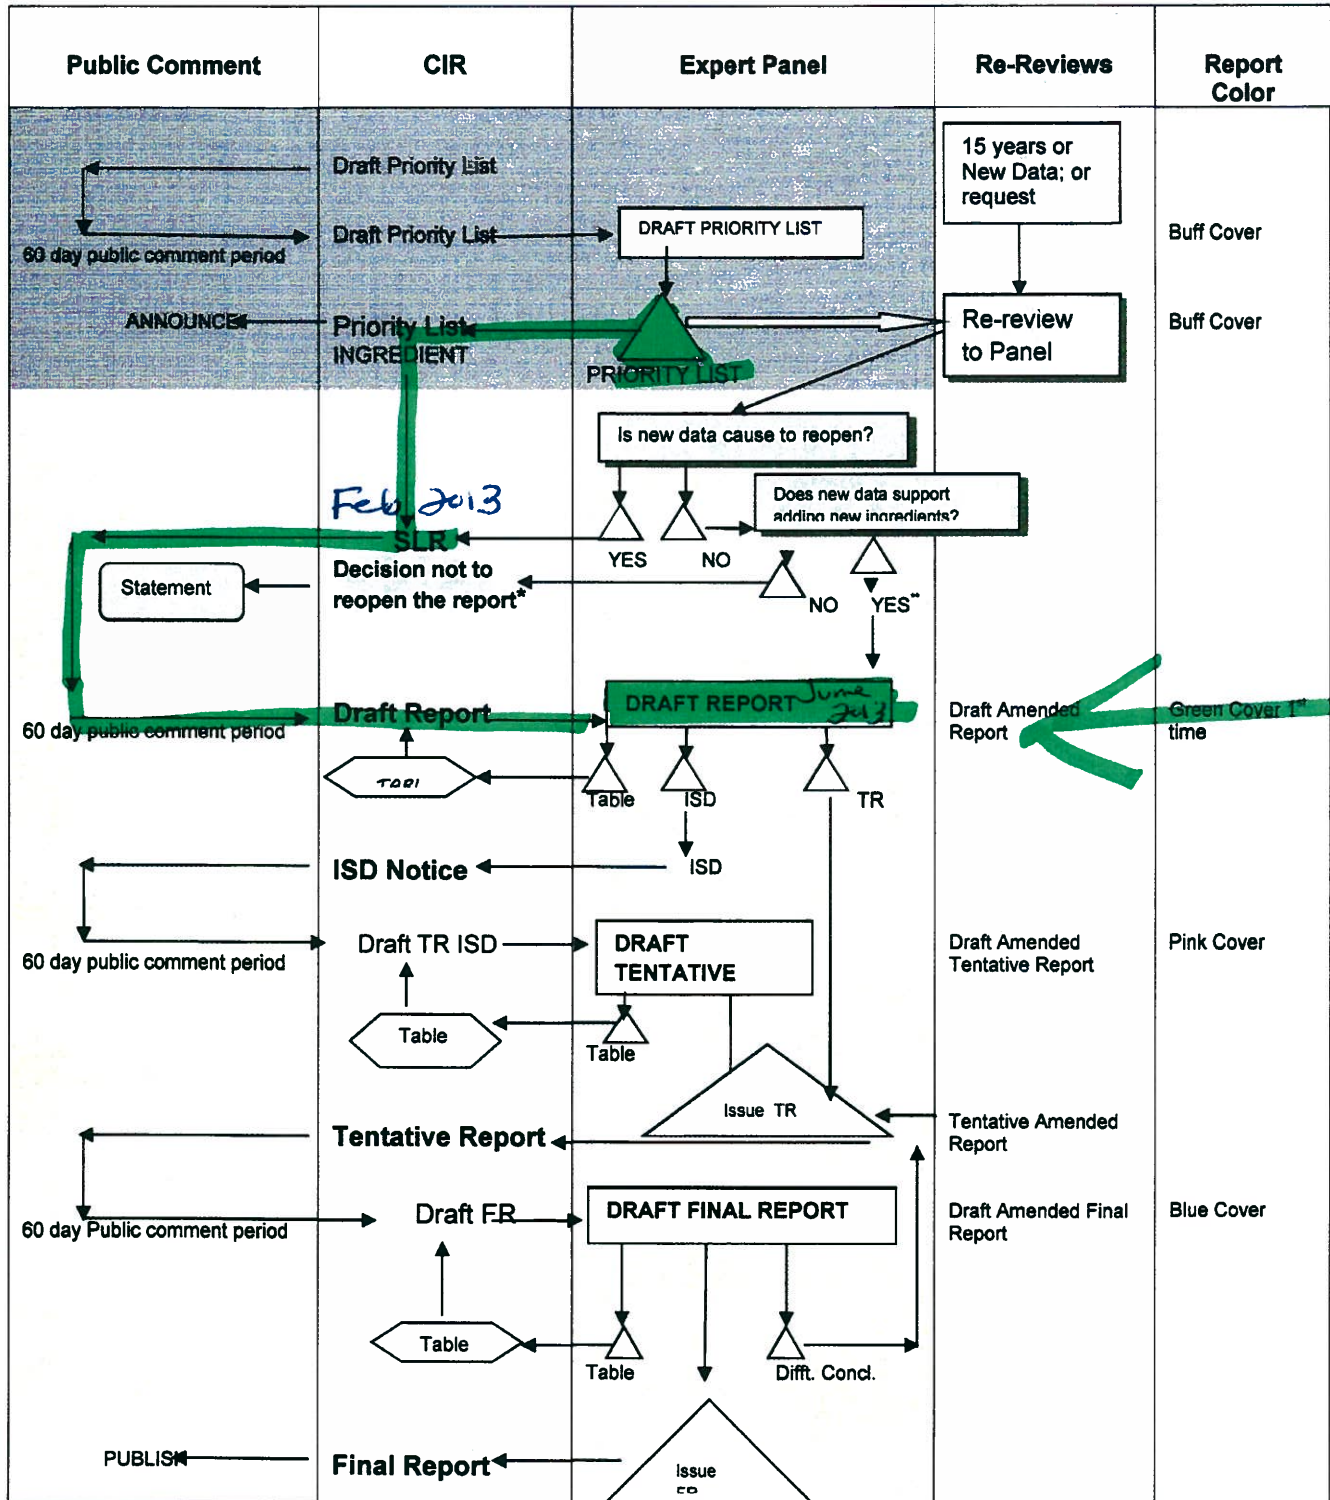 Public Comment
CIR
Expert Panel
Re-Reviews
Report
Color
Draft Priority List
15 years or
New Data; or
request
60 day public comment period
Draft Priority List
DRAFT PRIORITY LIST
Buff Cover
ANNOUNCE
Priority List
INGREDIENT
PRIORITY LIST
Re-review
to Panel
Buff Cover
Is new data cause to reopen?
Feb 2013
Does new data support
adding new ingredients?
SLR
YES
NO
Statement
Decision not to
reopen the report*
NO
YES**
60 day public comment period
Draft Report
DRAFT REPORT
June
2013
Draft Amended
Report
Green Cover 1st
time
Table
ISD
TR
ISD Notice
ISD
60 day public comment period
Draft TR ISD
DRAFT
TENTATIVE
Draft Amended
Tentative Report
Pink Cover
Table
Table
Issue TR
Tentative Report
Tentative Amended
Report
60 day Public comment period
Draft FR
DRAFT FINAL REPORT
Draft Amended Final
Report
Blue Cover
Table
Table
Difft. Concl.
PUBLISH
Final Report
Issue